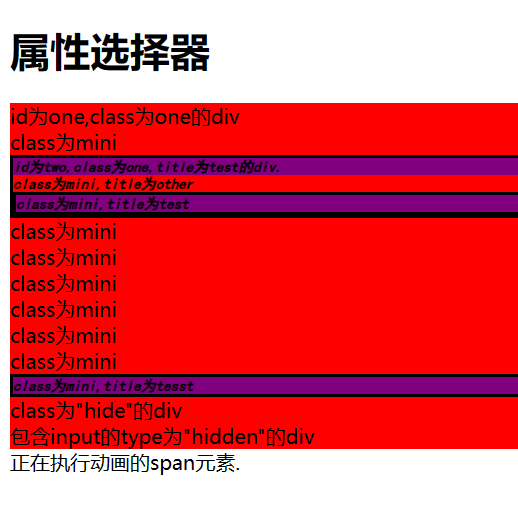 属性选择器
id为one,class为one的div
class为mini
id为two,class为one,title为test的div.
class为mini,title为other
class为mini,title为test
class为mini
class为mini
class为mini
class为mini
class为mini
class为mini
class为mini,title为tesst
class为"hide"的div
包含input的type为"hidden"的div
正在执行动画的span元素.